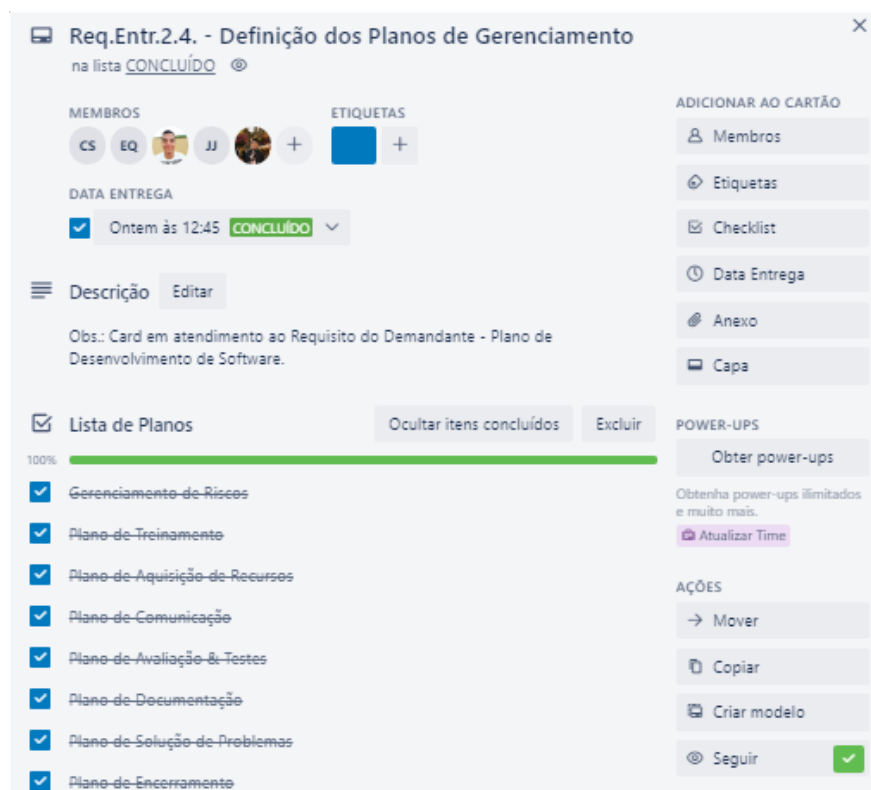 Req.Entr.2.4. - Definição dos Planos de Gerenciamento
na lista CONCLUÍDO
MEMBROS
ETIQUETAS
CS EQ JJ
DATA ENTREGA
Ontem às 12:45 CONCLUÍDO
Descrição Editar
Obs.: Card em atendimento ao Requisito do Demandante - Plano de
Desenvolvimento de Software.
Lista de Planos Ocultar itens concluídos Excluir
100%
Gerenciamento de Riscos
Plano de Treinamento
Plano de Aquisição de Recursos
Plano de Comunicação
Plano de Avaliação & Testes
Plano de Documentação
Plano de Solução de Problemas
Plano de Encerramento
ADICIONAR AO CARTÃO
Membros
Etiquetas
Checklist
Data Entrega
Anexo
Capa
POWER-UPS
Obter power-ups
Obtenha power-ups ilimitados
e muito mais.
Atualizar Time
AÇÕES
Mover
Copiar
Criar modelo
Seguir